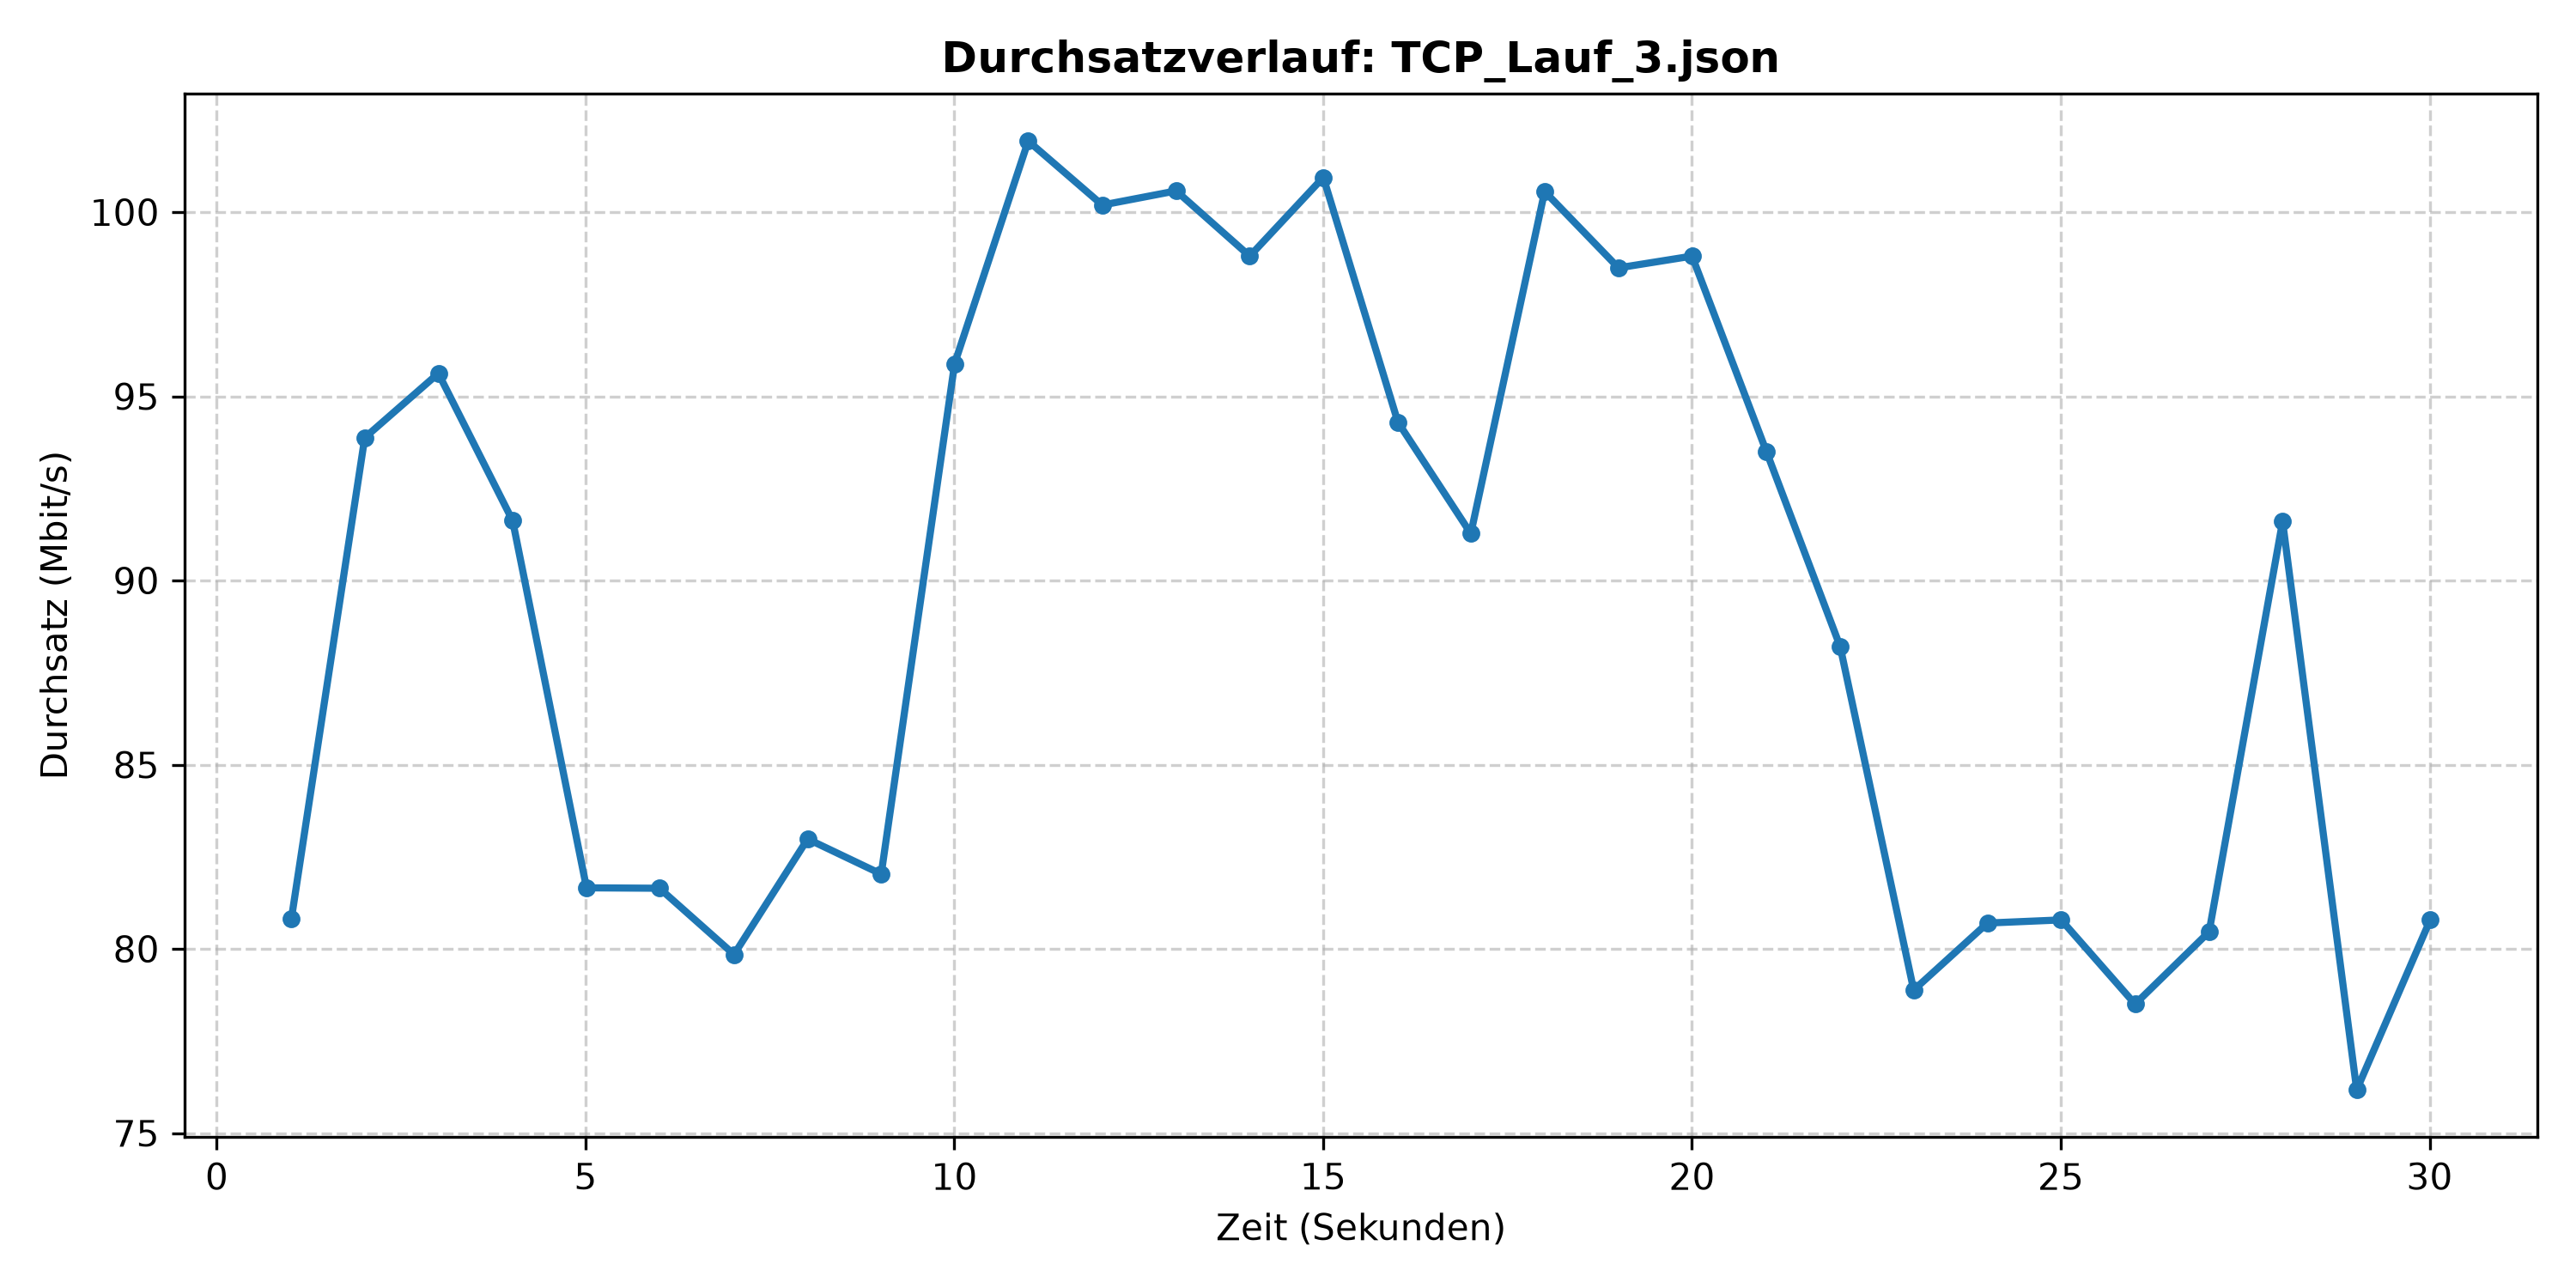 Durchsatzverlauf: TCP_Lauf_3.json
Durchsatz (Mbit/s)
100
95
90
85
80
75
0 5 10 15 20 25 30
Zeit (Sekunden)